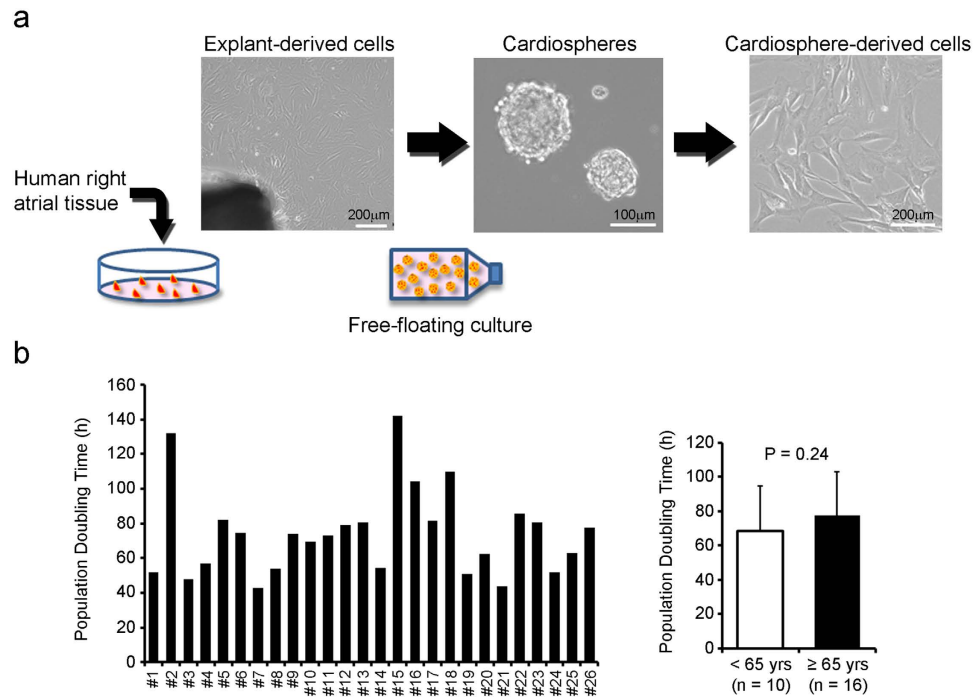 a
Explant-derived cells
Cardiospheres
Cardiosphere-derived cells
Human right
atrial tissue
200μm
100μm
200μm
Free-floating culture
b
Population Doubling Time (h)
160
140
120
100
80
60
40
20
0
#1
#2
#3
#4
#5
#6
#7
#8
#9
#10
#11
#12
#13
#14
#15
#16
#17
#18
#19
#20
#21
#22
#23
#24
#25
#26
Population Doubling Time (h)
120
100
80
60
40
20
0
P = 0.24
< 65 yrs
(n = 10)
≥ 65 yrs
(n = 16)